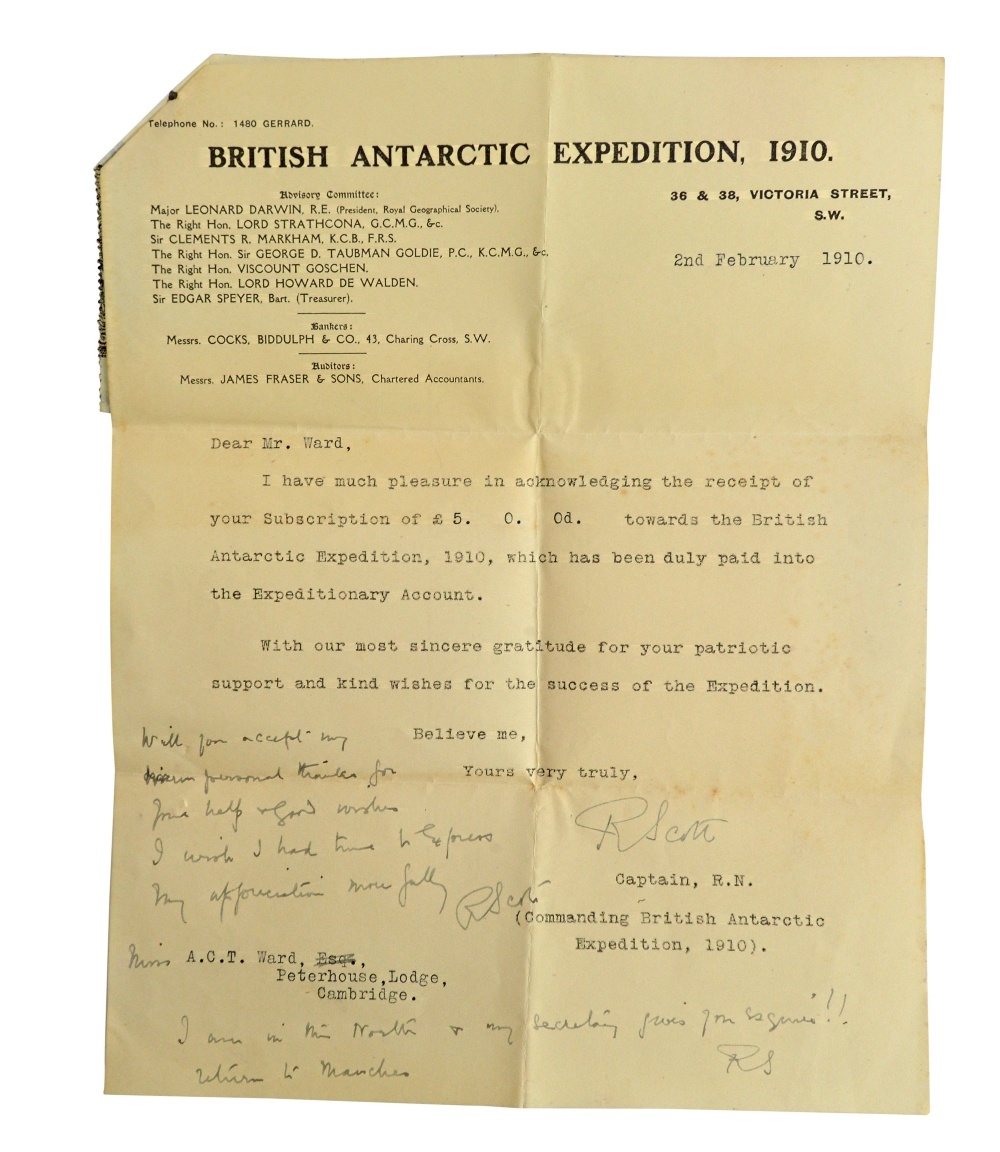 Telephone No.: 1480 GERRARD.
BRITISH ANTARCTIC EXPEDITION, 1910.
36 & 38, VICTORIA STREET,
S.W.
2nd February 1910.
Advisory Committee:
Major LEONARD DARWIN, R.E. (President, Royal Geographical Society).
The Right Hon. LORD STRATHCONA, G.C.M.G., &c.
Sir CLEMENTS R. MARKHAM, K.C.B., F.R.S.
The Right Hon. Sir GEORGE D. TAUBMAN GOLDIE, P.C., K.C.M.G., &c.
The Right Hon. VISCOUNT GOSCHEN.
The Right Hon. LORD HOWARD DE WALDEN.
Sir EDGAR SPEYER, Bart. (Treasurer).
Bankers:
Messrs. COCKS, BIDDULPH & CO., 43, Charing Cross, S.W.
Auditors:
Messrs. JAMES FRASER & SONS, Chartered Accountants.
Dear Mr. Ward,
I have much pleasure in acknowledging the receipt of
your Subscription of £ 5. 0. 0d. towards the British
Antarctic Expedition, 1910, which has been duly paid into
the Expeditionary Account.
With our most sincere gratitude for your patriotic
support and kind wishes for the success of the Expedition.
Believe me,
Yours very truly,
RScott
Captain, R.N.
(Commanding British Antarctic
Expedition, 1910).
Will you accept my
personal thanks for
your help & good wishes
I wish I had time to express
my appreciation more fully
RScott
Miss A.C.T. Ward, Esq.,
Peterhouse,Lodge,
Cambridge.
I am in the North & my secretary gives you Esquire!!
return to Manches
RS